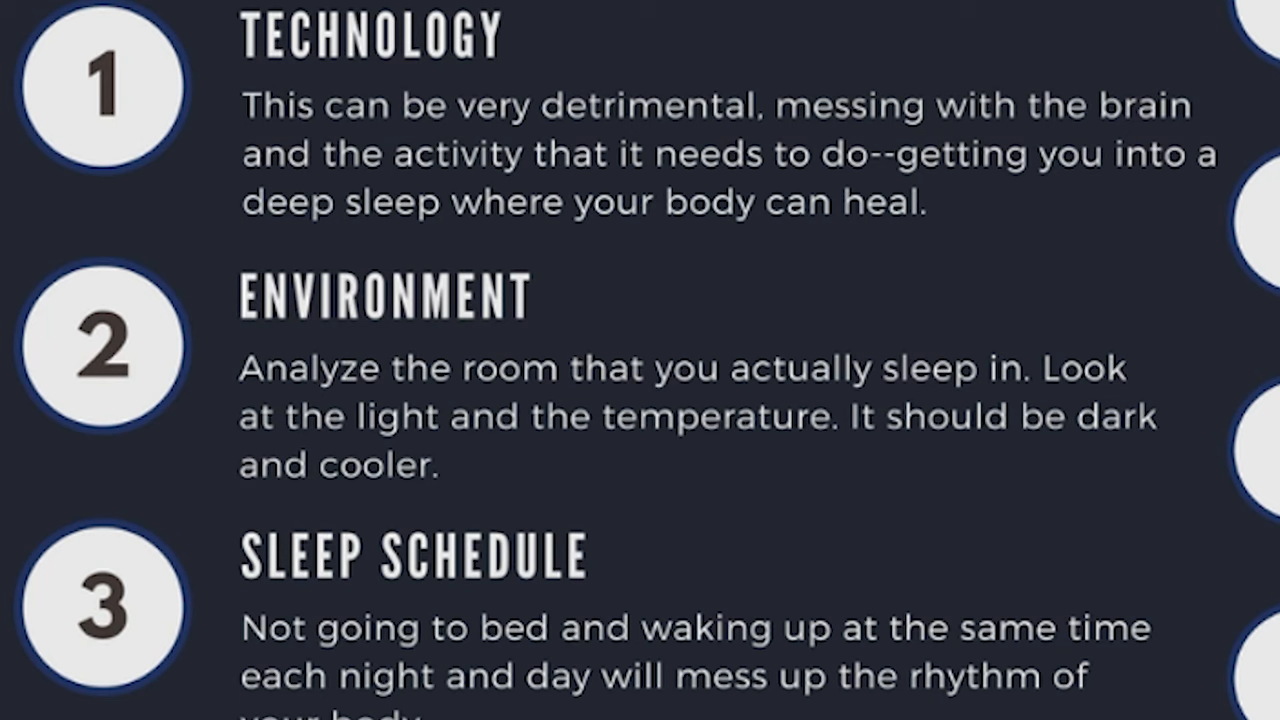 1
TECHNOLOGY
This can be very detrimental, messing with the brain
and the activity that it needs to do--getting you into a
deep sleep where your body can heal.
2
ENVIRONMENT
Analyze the room that you actually sleep in. Look
at the light and the temperature. It should be dark
and cooler.
3
SLEEP SCHEDULE
Not going to bed and waking up at the same time
each night and day will mess up the rhythm of
your body.